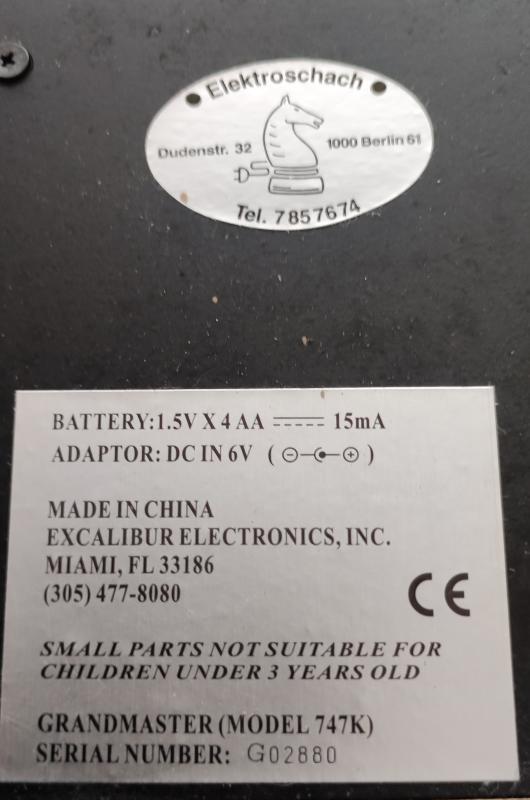 Elektroschach
Dudenstr. 32 1000 Berlin 61
Tel. 7857674
BATTERY:1.5V X 4 AA 15mA
ADAPTOR: DC IN 6V ( )
MADE IN CHINA
EXCALIBUR ELECTRONICS, INC.
MIAMI, FL 33186
(305) 477-8080
CE
SMALL PARTS NOT SUITABLE FOR
CHILDREN UNDER 3 YEARS OLD
GRANDMASTER (MODEL 747K)
SERIAL NUMBER: G02880